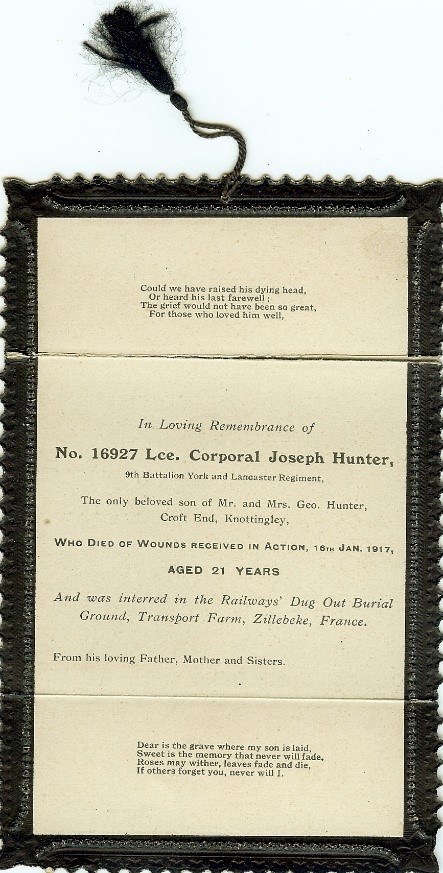 Could we have raised his dying head,
Or heard his last farewell ;
The grief would not have been so great,
For those who loved him well,
In Loving Remembrance of
No. 16927 Lce. Corporal Joseph Hunter,
9th Battalion York and Lancaster Regiment,
The only beloved son of Mr. and Mrs. Geo. Hunter,
Croft End, Knottingley,
WHO DIED OF WOUNDS RECEIVED IN ACTION, 16TH JAN. 1917,
AGED 21 YEARS
And was interred in the Railways' Dug Out Burial
Ground, Transport Farm, Zillebeke, France.
From his loving Father, Mother and Sisters.
Dear is the grave where my son is laid,
Sweet is the memory that never will fade,
Roses may wither, leaves fade and die,
If others forget you, never will I.